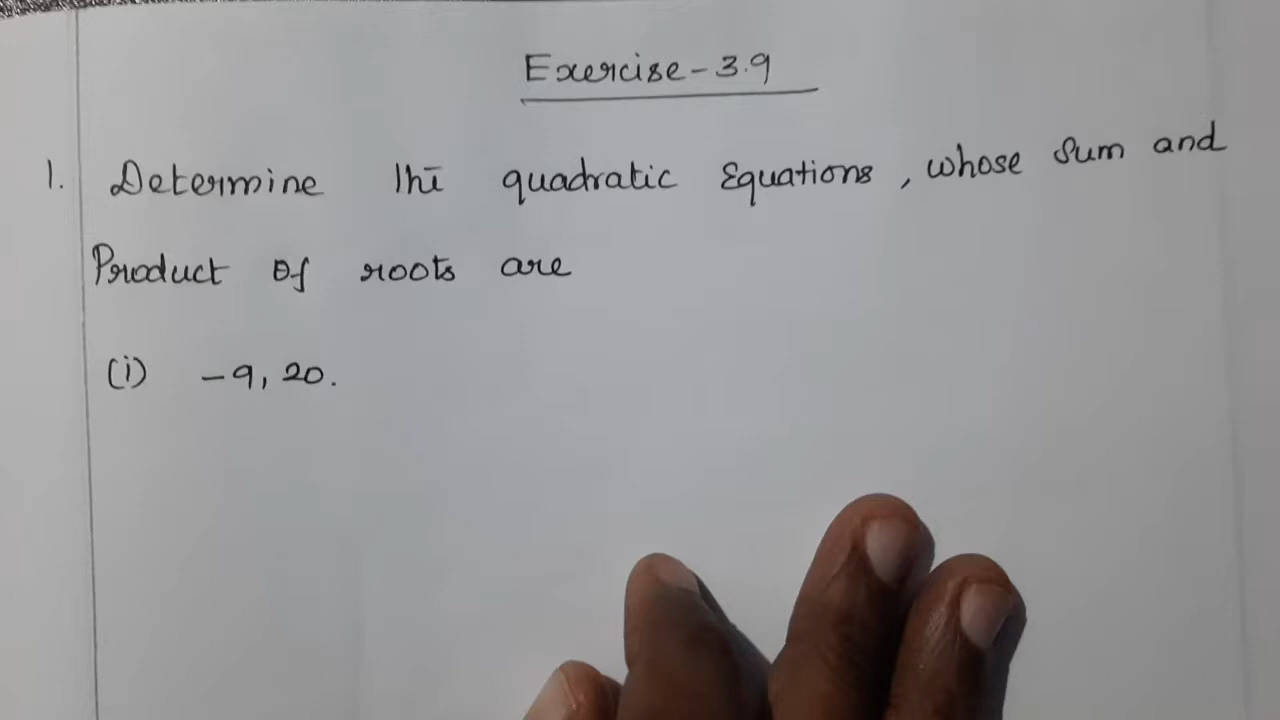 Exercise-3.9
1. Determine the quadratic Equations, whose sum and
Product of roots are
(i) -9, 20.